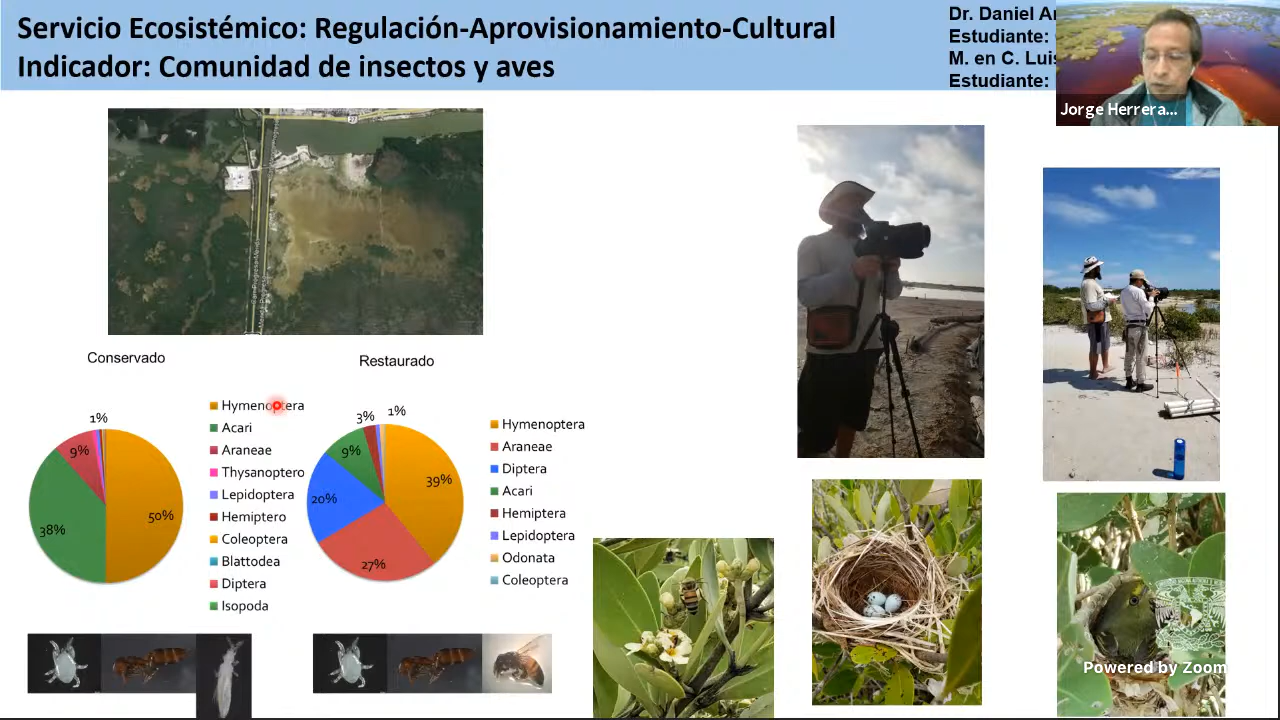 Servicio Ecosistémico: Regulación-Aprovisionamiento-Cultural
Indicador: Comunidad de insectos y aves
Dr. Daniel
Estudiante:
M. en C. Luis
Estudiante:
Jorge Herrera...
27
Conservado
1%
9%
38%
50%
Hymenoptera
Acari
Araneae
Thysanoptero
Lepidoptera
Hemiptero
Coleoptera
Blattodea
Diptera
Isopoda
Restaurado
3%
1%
9%
39%
20%
27%
Hymenoptera
Araneae
Diptera
Acari
Hemiptera
Lepidoptera
Odonata
Coleoptera
Powered by Zoom